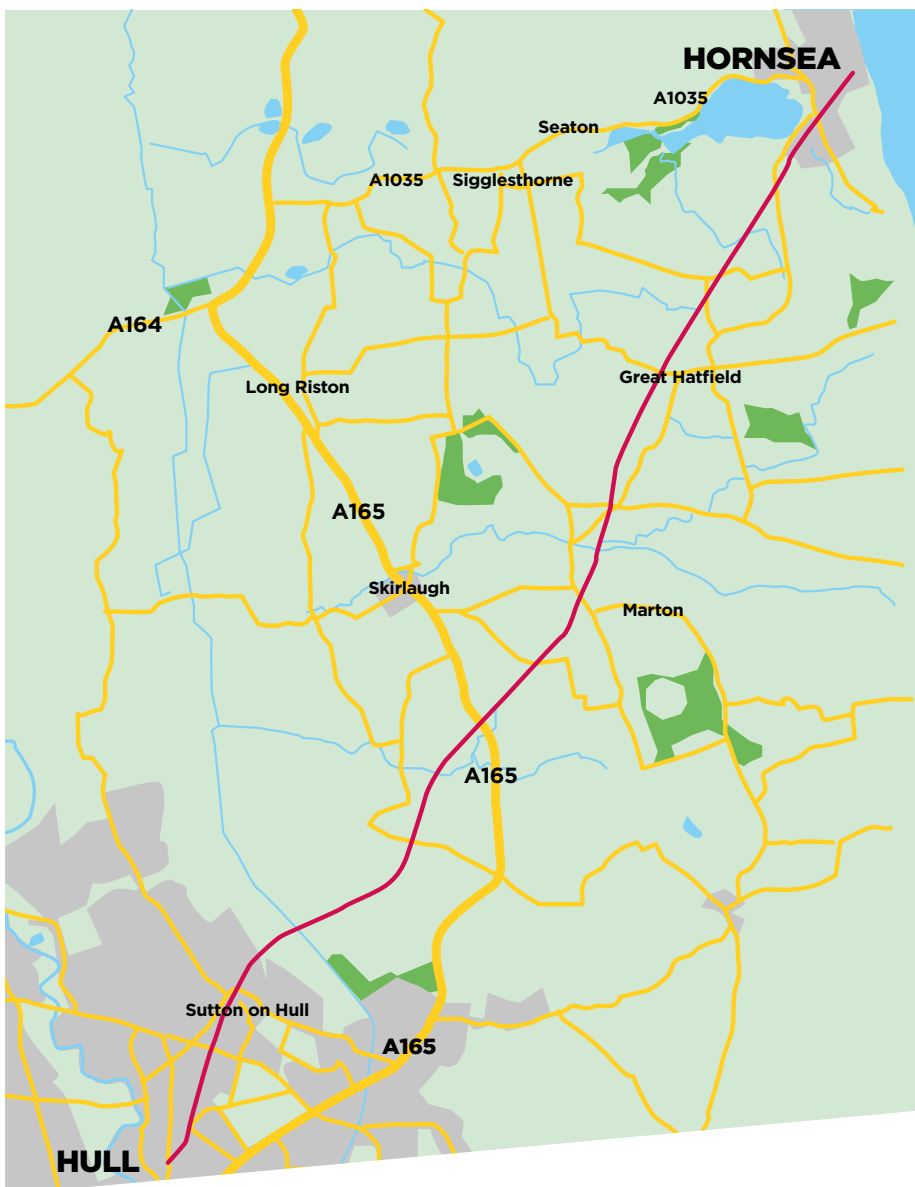 HORNSEA
A1035
Seaton
A1035
Sigglesthorne
A164
Great Hatfield
Long Riston
A165
Skirlaugh
Marton
A165
Sutton on Hull
A165
HULL